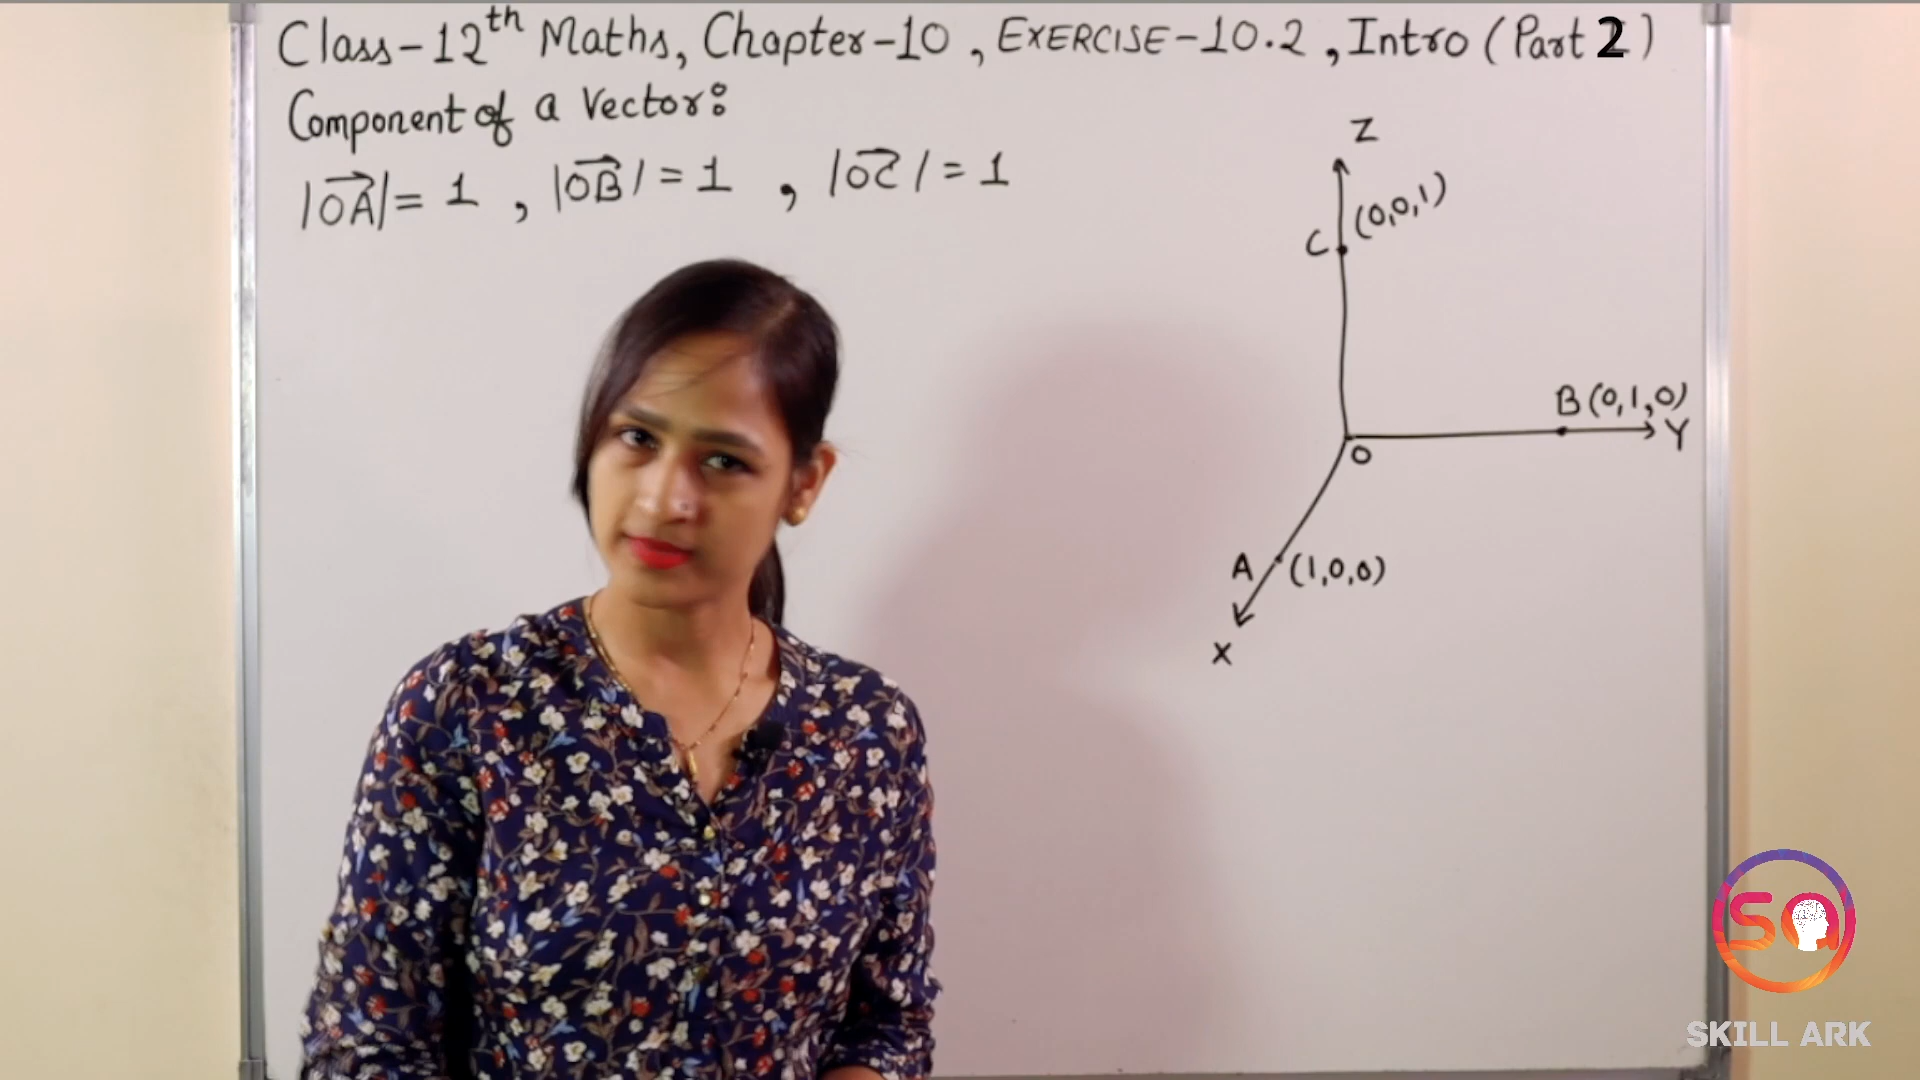 Class-12th Maths, Chapter-10, EXERCISE-10.2, Intro (Part 2)
Component of a Vector:
|OA⃗| = 1, |OB⃗| = 1, |OC⃗| = 1
Z
C (0,0,1)
B (0,1,0)
Y
O
A (1,0,0)
X
SA
SKILL ARK